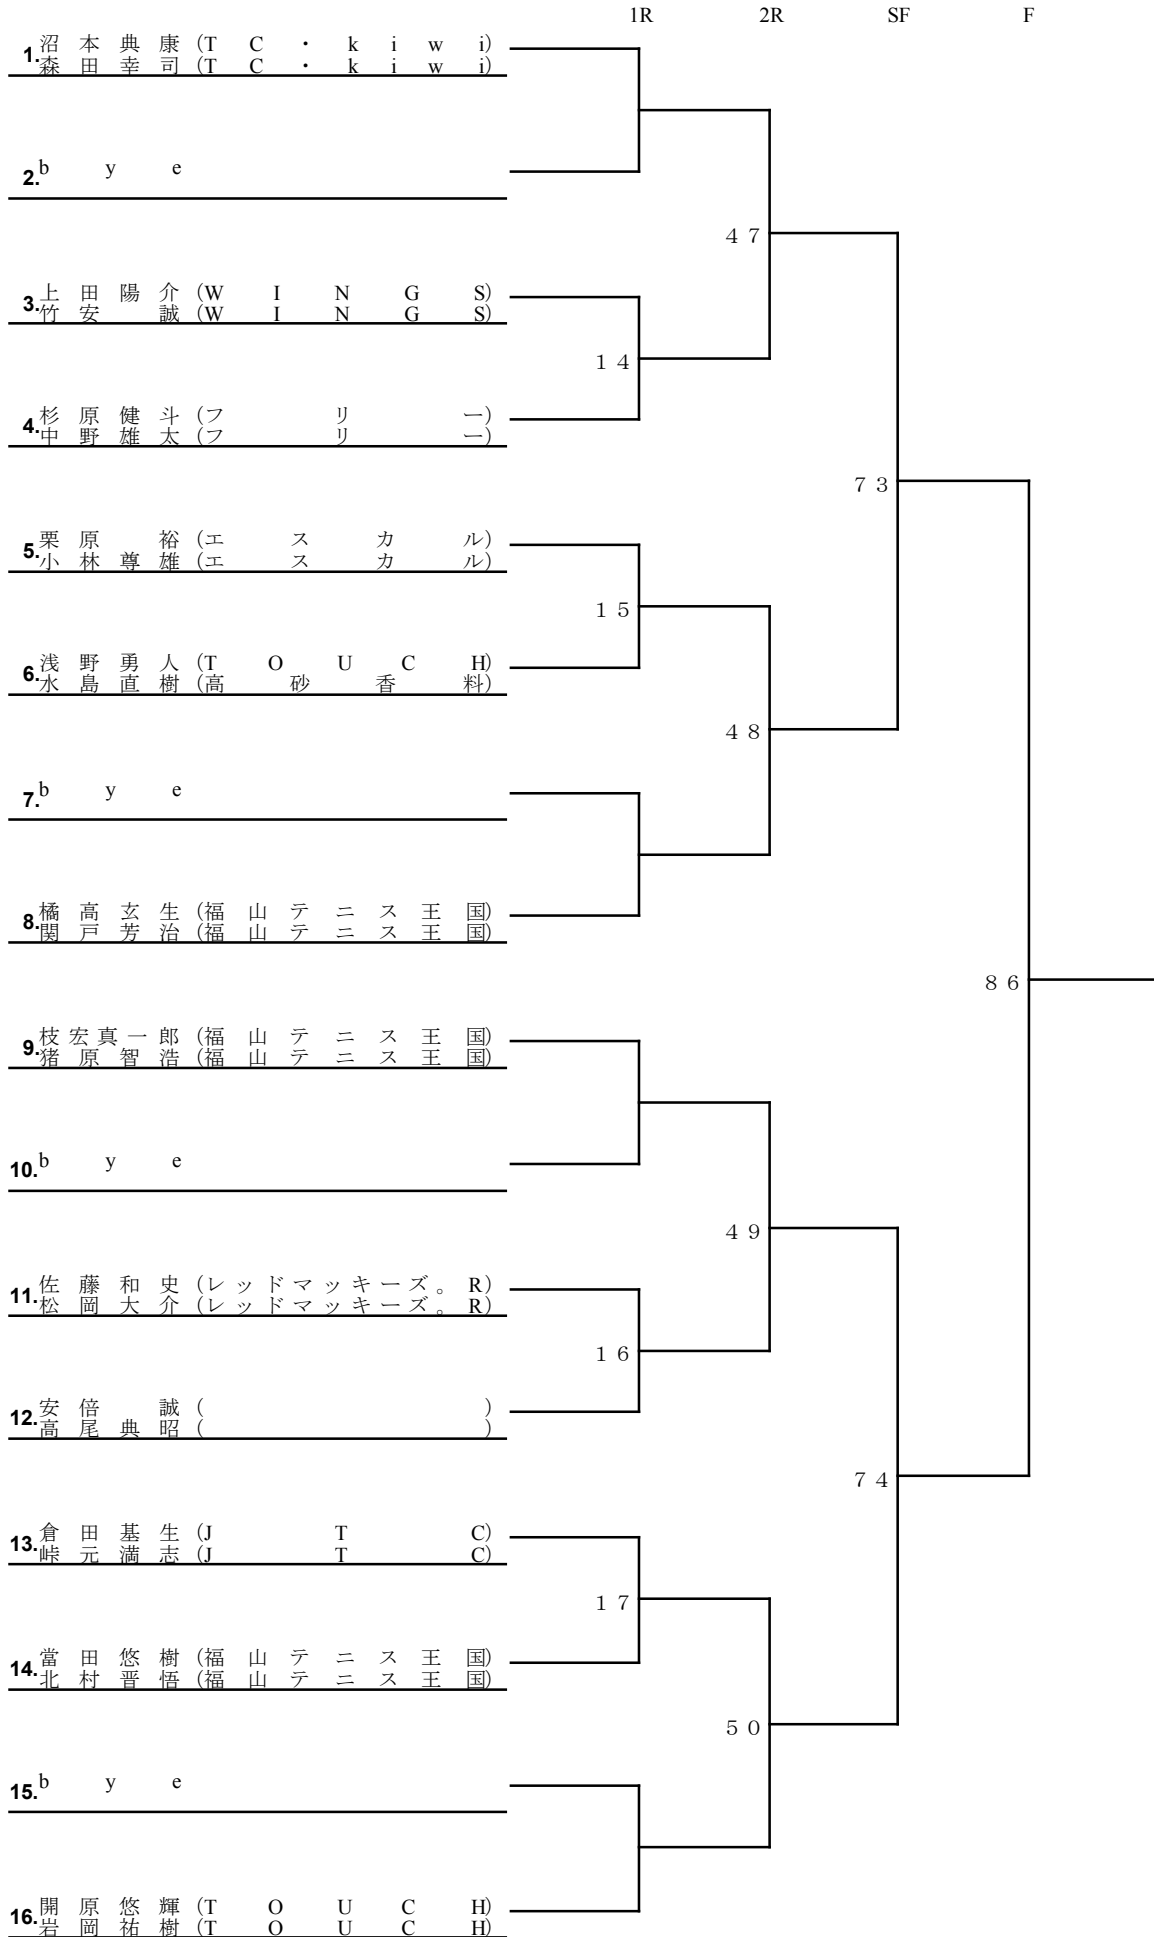 1R 2R SF F
1. 沼本典康 (TC・kiwi)
森田幸司 (TC・kiwi)
2. bye
47
3. 上田陽介 (WINGS)
竹安誠 (WINGS)
14
4. 杉原健斗 (フリー)
中野雄太 (フリー)
73
5. 栗原裕 (エスカル)
小林尊雄 (エスカル)
15
6. 浅野勇人 (TOUCH)
水島直樹 (高砂香料)
48
7. bye
8. 橘高玄生 (福山テニス王国)
関戸芳治 (福山テニス王国)
86
9. 枝宏真一郎 (福山テニス王国)
猪原智浩 (福山テニス王国)
10. bye
49
11. 佐藤和史 (レッドマッキーズ。R)
松岡大介 (レッドマッキーズ。R)
16
12. 安倍誠 ( )
高尾典昭 ( )
74
13. 倉田基生 (JTC)
峠元満志 (JTC)
17
14. 當田悠樹 (福山テニス王国)
北村晋悟 (福山テニス王国)
50
15. bye
16. 開原悠輝 (TOUCH)
岩岡祐樹 (TOUCH)